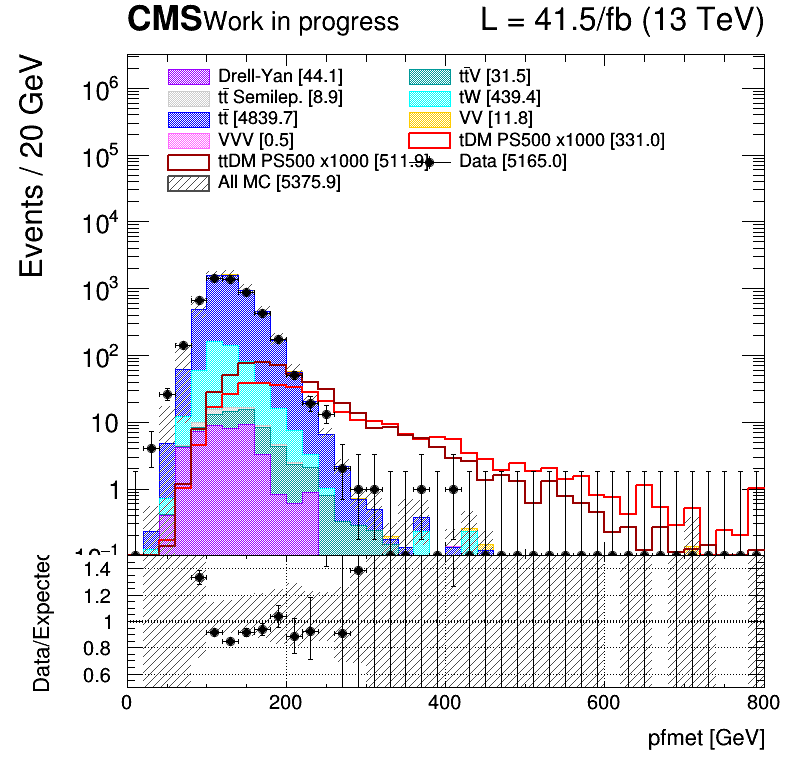 CMS Work in progress L = 41.5/fb (13 TeV)
Events / 20 GeV
Drell-Yan [44.1]
tt̄ Semilep. [8.9]
tt̄ [4839.7]
VVV [0.5]
ttDM PS500 x1000 [511.9]
All MC [5375.9]
tt̄V [31.5]
tW [439.4]
VV [11.8]
tDM PS500 x1000 [331.0]
Data [5165.0]
10⁶
10⁵
10⁴
10³
10²
10
1
10⁻¹
Data/Expected
1.4
1.2
1
0.8
0.6
0 200 400 600 800
pfmet [GeV]